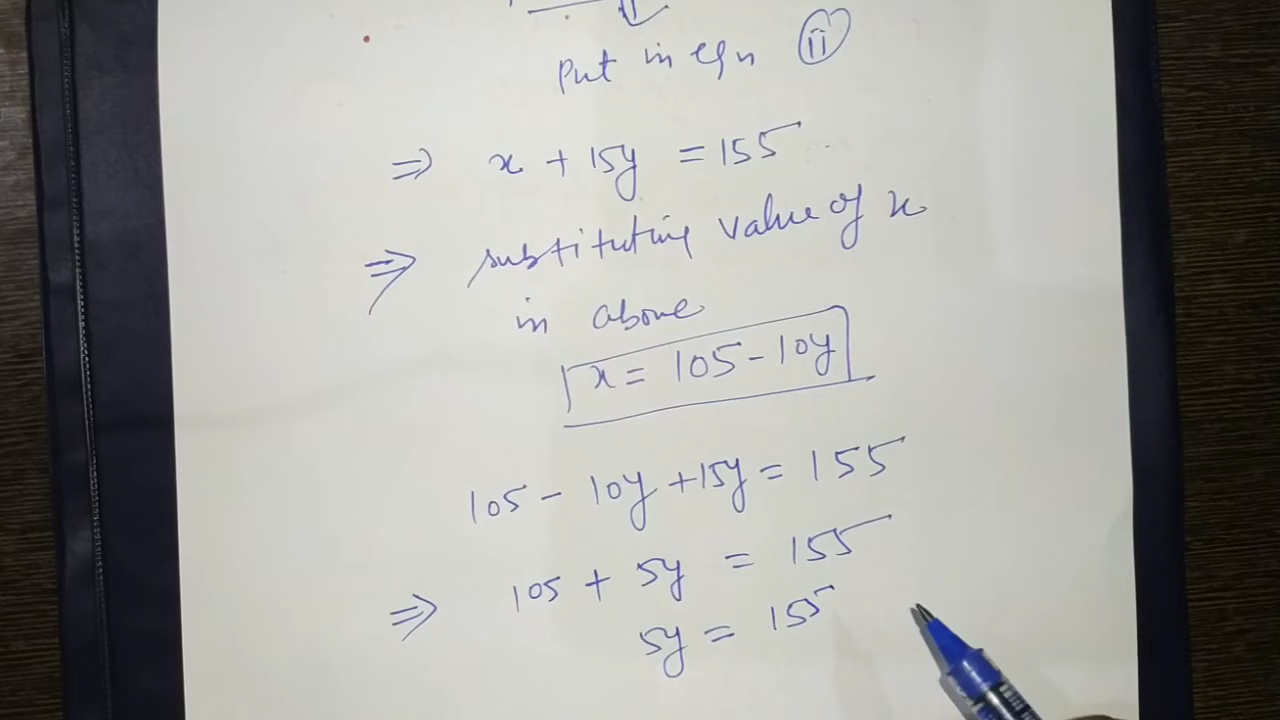 Put in eqn (ii)
⇒ x + 15y = 155
⇒ substituting value of x
in above
x = 105 - 10y
105 - 10y + 15y = 155
⇒ 105 + 5y = 155
5y = 155